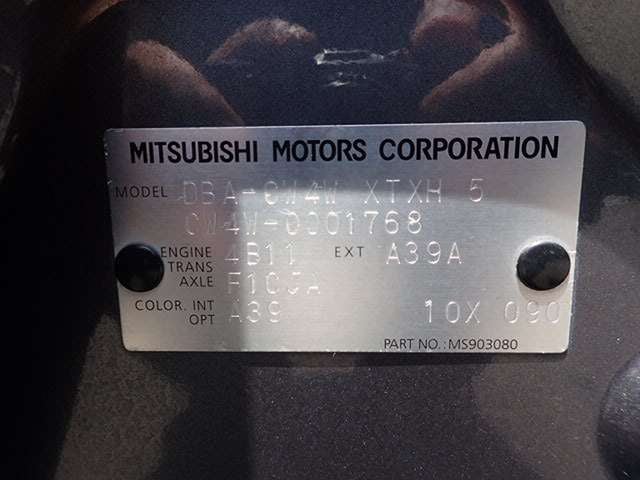 MITSUBISHI MOTORS CORPORATION
MODEL DBA-CW4W XTXH 5
CW4W-0001768
ENGINE 4B11 EXT A39A
TRANS
AXLE F1CJA
COLOR. INT A39
OPT 10X 090
PART NO.: MS903080